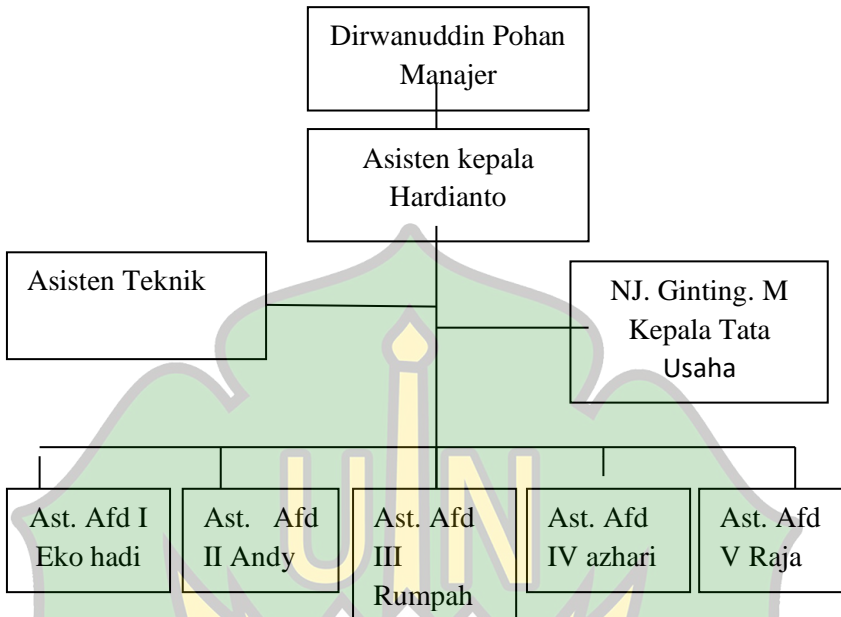 Dirwanuddin Pohan
Manajer
Asisten kepala
Hardianto
Asisten Teknik
NJ. Ginting. M
Kepala Tata
Usaha
Ast. Afd I
Eko hadi
Ast. Afd
II Andy
Ast. Afd
III
Rumpah
Ast. Afd
IV azhari
Ast. Afd
V Raja
UIN